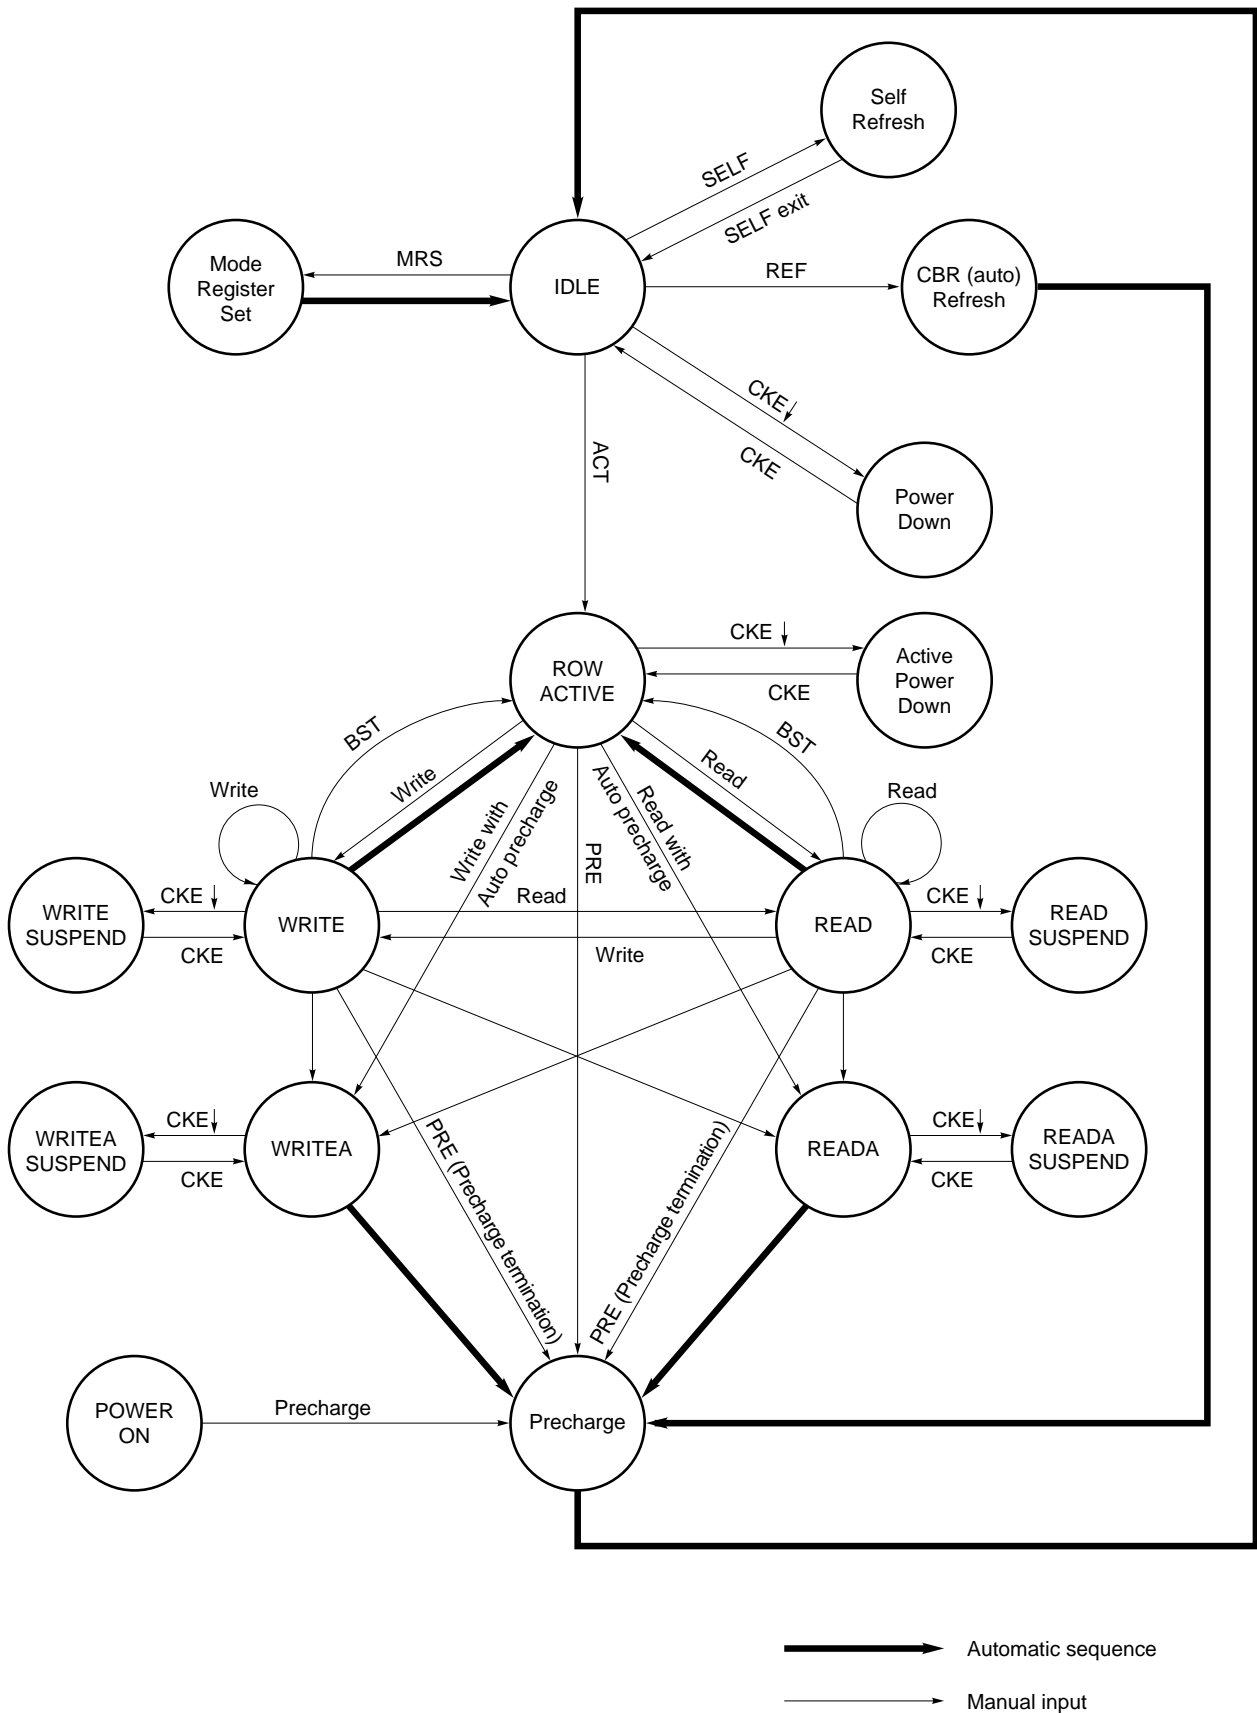 Self
Refresh
SELF
SELF exit
Mode
Register
Set
MRS
IDLE
REF
CBR (auto)
Refresh
CKE↓
CKE
ACT
Power
Down
ROW
ACTIVE
CKE ↓
CKE
Active
Power
Down
BST
BST
Write
Read
Write
Write with
Auto precharge
PRE
Read with
Auto precharge
Read
WRITE
SUSPEND
CKE ↓
CKE
WRITE
Read
Write
READ
CKE ↓
CKE
READ
SUSPEND
WRITEA
SUSPEND
CKE↓
CKE
WRITEA
PRE (Precharge termination)
PRE (Precharge termination)
READA
CKE↓
CKE
READA
SUSPEND
POWER
ON
Precharge
Precharge
Automatic sequence
Manual input